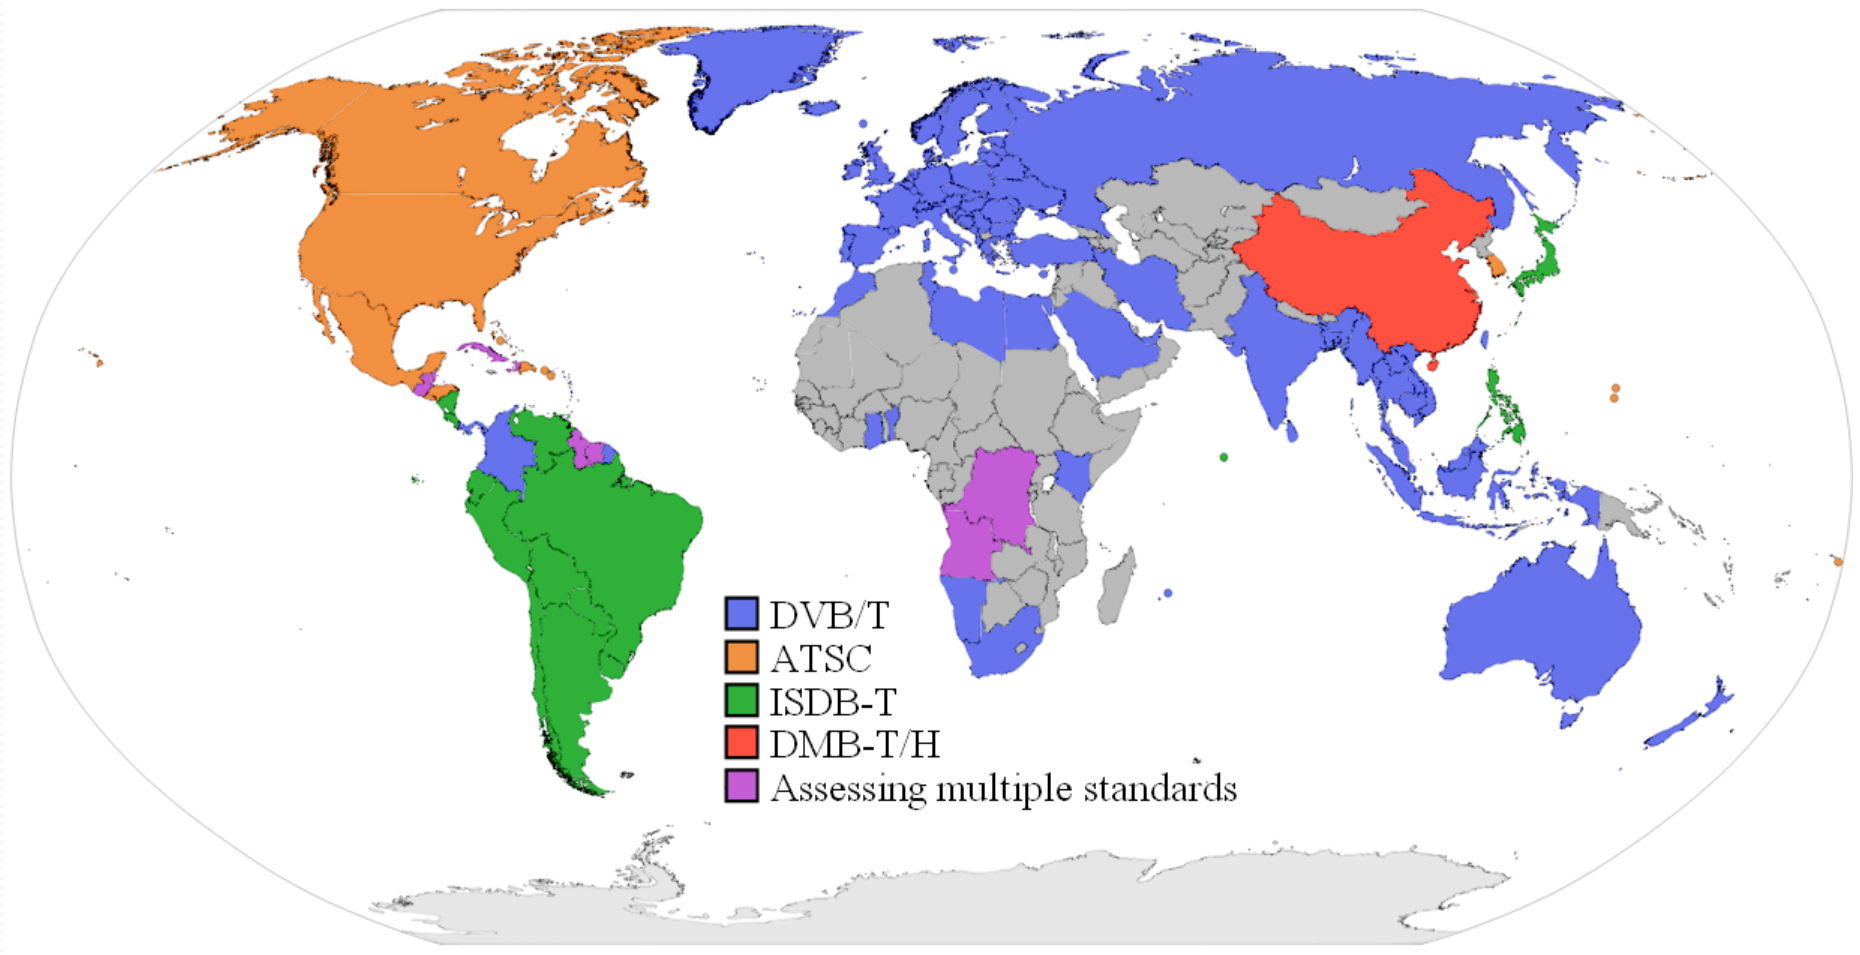 DVB/T
ATSC
ISDB-T
DMB-T/H
Assessing multiple standards